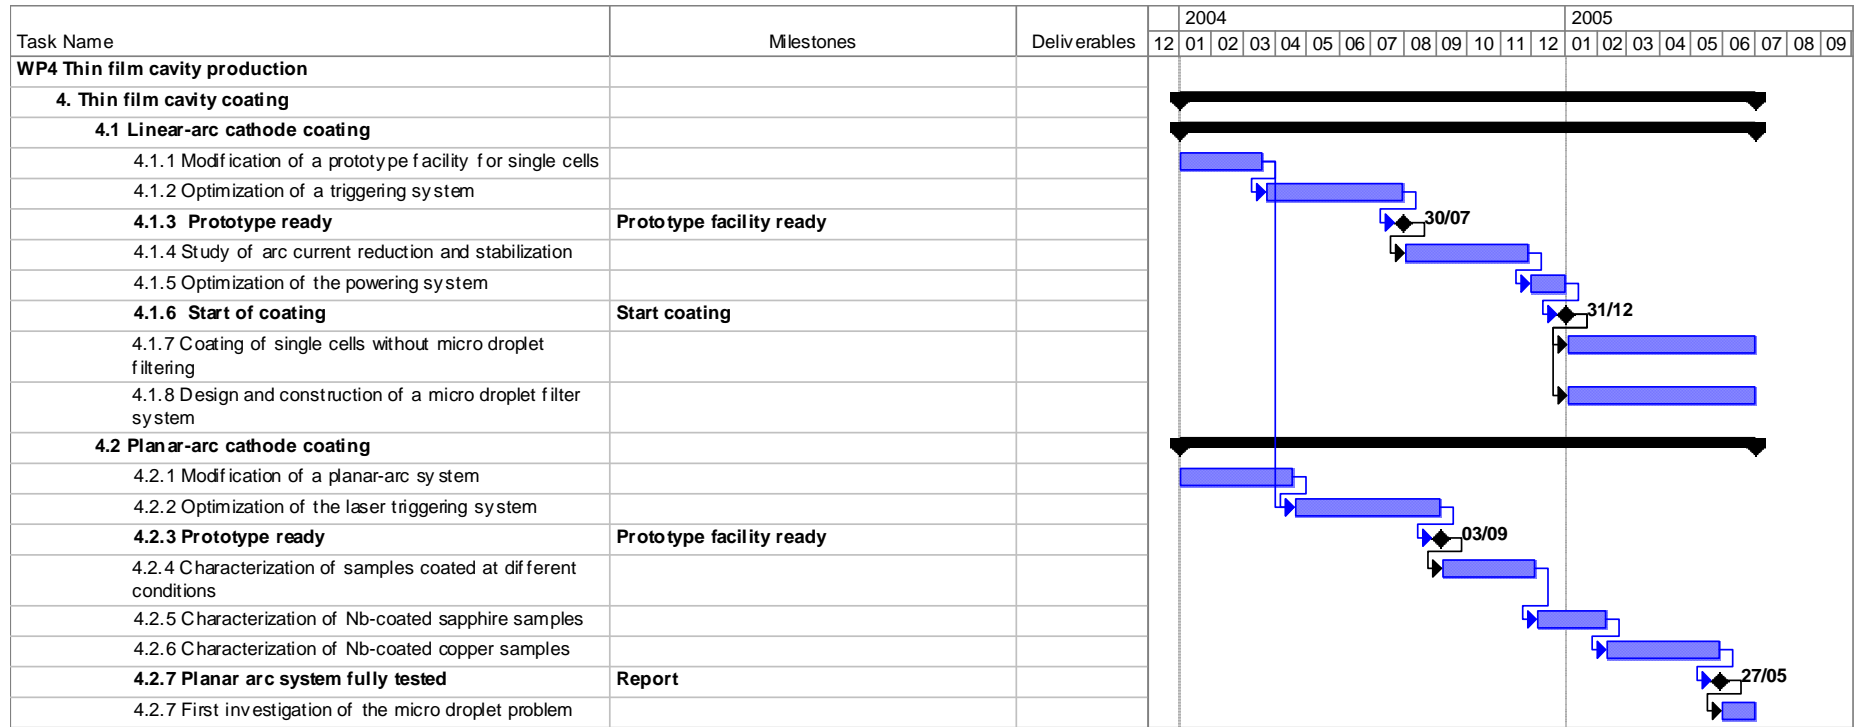 2004 2005
Task Name Milestones Deliverables 12 01 02 03 04 05 06 07 08 09 10 11 12 01 02 03 04 05 06 07 08 09
WP4 Thin film cavity production
4. Thin film cavity coating
4.1 Linear-arc cathode coating
4.1.1 Modification of a prototype facility for single cells
4.1.2 Optimization of a triggering system
4.1.3 Prototype ready Prototype facility ready 30/07
4.1.4 Study of arc current reduction and stabilization
4.1.5 Optimization of the powering system
4.1.6 Start of coating Start coating 31/12
4.1.7 Coating of single cells without micro droplet
filtering
4.1.8 Design and construction of a micro droplet filter
system
4.2 Planar-arc cathode coating
4.2.1 Modification of a planar-arc system
4.2.2 Optimization of the laser triggering system
4.2.3 Prototype ready Prototype facility ready 03/09
4.2.4 Characterization of samples coated at different
conditions
4.2.5 Characterization of Nb-coated sapphire samples
4.2.6 Characterization of Nb-coated copper samples
4.2.7 Planar arc system fully tested Report 27/05
4.2.7 First investigation of the micro droplet problem